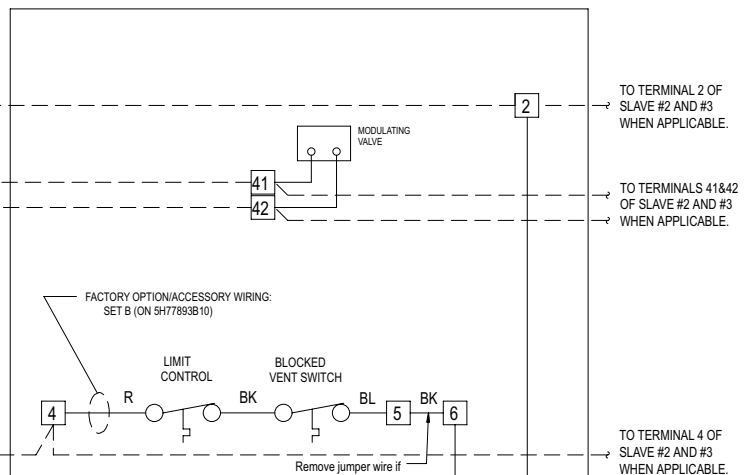 TO TERMINAL 2 OF
SLAVE #2 AND #3
WHEN APPLICABLE.
2
MODULATING
VALVE
41
42
TO TERMINALS 41&42
OF SLAVE #2 AND #3
WHEN APPLICABLE.
FACTORY OPTION/ACCESSORY WIRING:
SET B (ON 5H77893B10)
LIMIT
CONTROL
BLOCKED
VENT SWITCH
4
R
BK
BL
5
BK
6
TO TERMINAL 4 OF
SLAVE #2 AND #3
WHEN APPLICABLE.
Remove jumper wire if